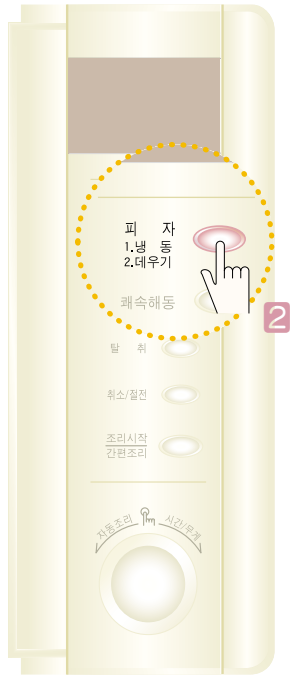 피 자
1.냉 동
2.데우기
쾌속해동
2
탈 취
취소/절전
조리시작
간편조리
자동조리 시간/무게